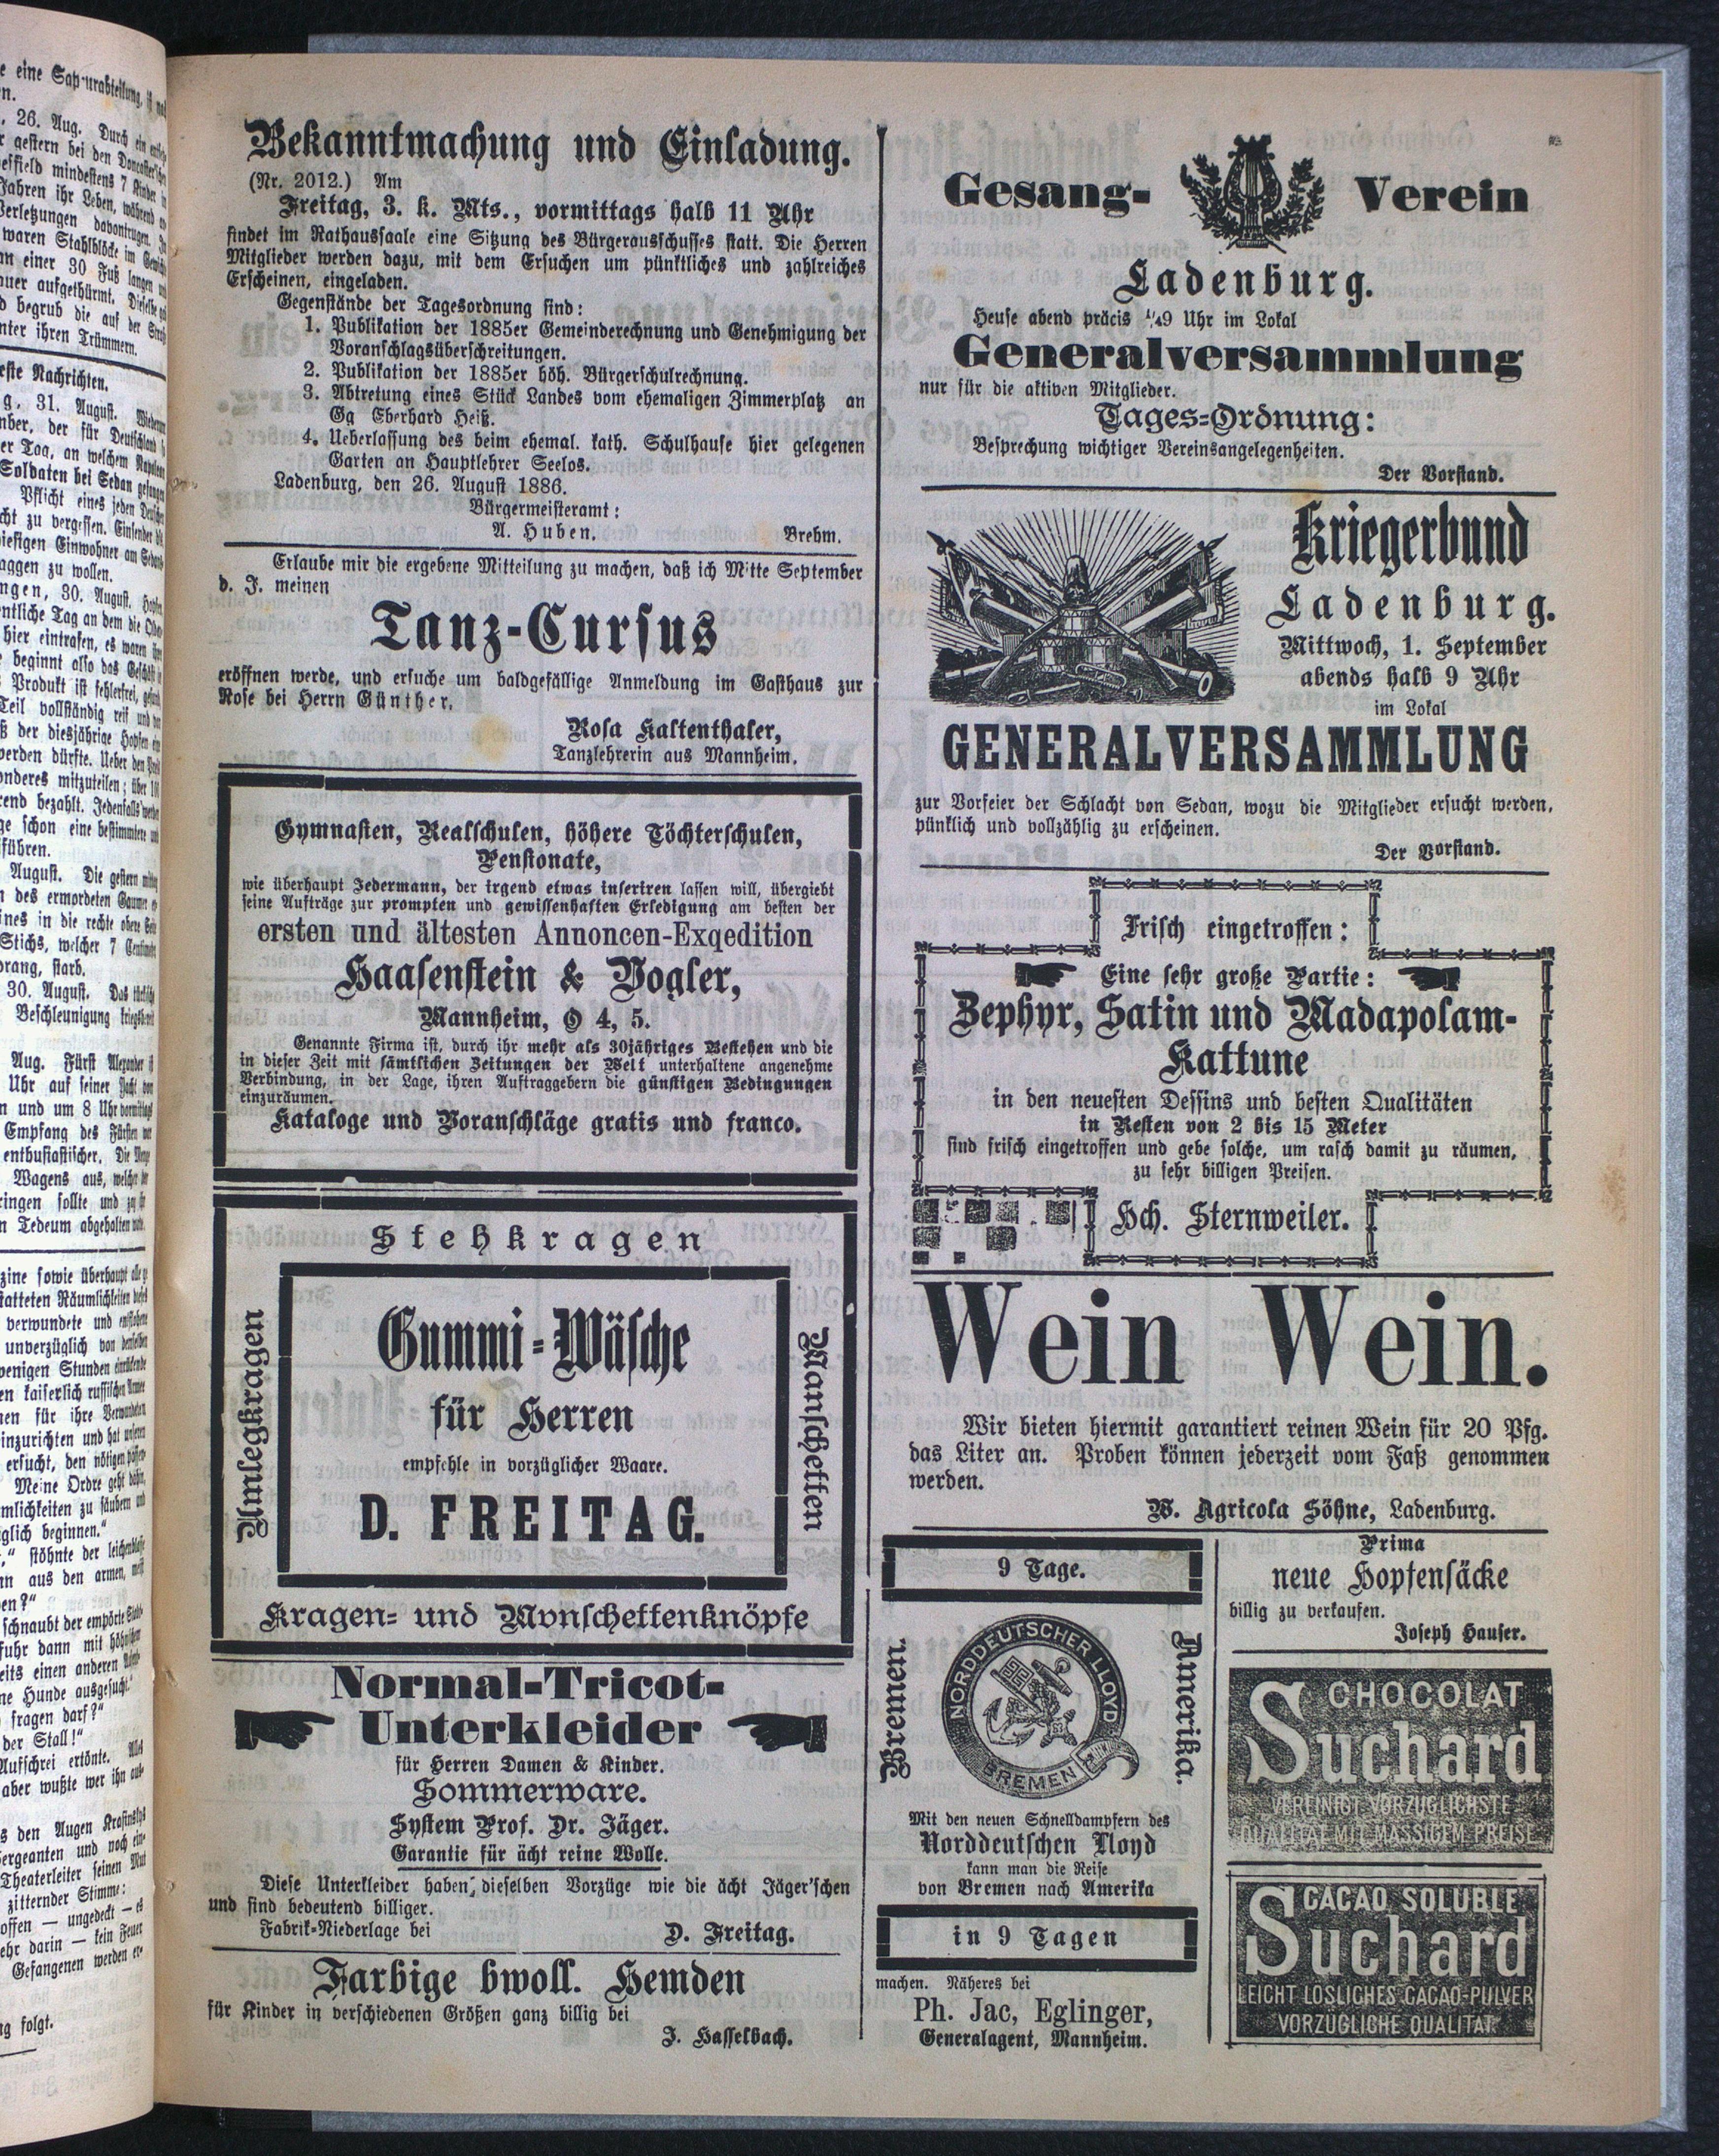 Bekanntmachung und Einladung.
(Nr. 2012.) Am
Freitag, 3. k. Mts., vormittags halb 11 Uhr
findet im Rathaussaale eine Sitzung des Bürgerausschusses statt. Die Herren
Mitglieder werden dazu, mit dem Ersuchen um pünktliches und zahlreiches
Erscheinen, eingeladen.
Gegenstände der Tagesordnung sind:
1. Publikation der 1885er Gemeinderechnung und Genehmigung der
Voranschlagsüberschreitungen.
2. Publikation der 1885er höh. Bürgerschulrechnung.
3. Abtretung eines Stück Landes vom ehemaligen Zimmerplatz an
Gg Eberhard Heiß.
4. Ueberlassung des beim ehemal. kath. Schulhause hier gelegenen
Garten an Hauptlehrer Seelos.
Ladenburg, den 26. August 1886.
Bürgermeisteramt:
A. Huben. Brehm.
Erlaube mir die ergebene Mitteilung zu machen, daß ich Mitte September
d. J. meinen
Tanz-Cursus
eröffnen werde, und ersuche um baldgefällige Anmeldung im Gasthaus zur
Rose bei Herrn Günther.
Rosa Kaltenthaler,
Tanzlehrerin aus Mannheim.
Gymnasien, Realschulen, höhere Töchterschulen,
Pensionate,
wie überhaupt Jedermann, der irgend etwas inseriren lassen will, übergiebt
seine Aufträge zur prompten und gewissenhaften Erledigung am besten der
ersten und ältesten Annoncen-Exqedition
Haasenstein & Vogler,
Mannheim, O 4, 5.
Genannte Firma ist, durch ihr mehr als 30jähriges Bestehen und die
in dieser Zeit mit sämtlichen Zeitungen der Welt unterhaltene angenehme
Verbindung, in der Lage, ihren Auftraggebern die günstigen Bedingungen
einzuräumen.
Kataloge und Voranschläge gratis und franco.
Stehkragen
Umlegkragen
Gummi-Wäsche
für Herren
empfehle in vorzüglicher Waare.
D. FREITAG.
Manschetten
Kragen- und Mvnschettenknöpfe
Normal-Tricot-
Unterkleider
für Herren Damen & Kinder.
Sommerware.
System Prof. Dr. Jäger.
Garantie für ächt reine Wolle.
Diese Unterkleider haben, dieselben Vorzüge wie die ächt Jäger'schen
und sind bedeutend billiger.
Fabrik-Niederlage bei D. Freitag.
Farbige bwoll. Hemden
für Kinder in verschiedenen Größen ganz billig bei
J. Hasselbach.
Gesang-Verein
Ladenburg.
Heute abend präcis 1/49 Uhr im Lokal
Generalversammlung
nur für die aktiven Mitglieder.
Tages-Ordnung:
Besprechung wichtiger Vereinsangelegenheiten.
Der Vorstand.
Kriegerbund
Ladenburg.
Mittwoch, 1. September
abends halb 9 Uhr
im Lokal
GENERALVERSAMMLUNG
zur Vorfeier der Schlacht von Sedan, wozu die Mitglieder ersucht werden,
pünklich und vollzählig zu erscheinen.
Der Vorstand.
Frisch eingetroffen:
Eine sehr große Partie:
Zephyr, Satin und Madapolam-
Kattune
in den neuesten Dessins und besten Qualitäten
in Resten von 2 bis 15 Meter
sind frisch eingetroffen und gebe solche, um rasch damit zu räumen,
zu sehr billigen Preisen.
Hch. Sternweiler.
Wein Wein.
Wir bieten hiermit garantiert reinen Wein für 20 Pfg.
das Liter an. Proben können jederzeit vom Faß genommen
werden.
W. Agricola Söhne, Ladenburg.
9 Tage.
Bremen.
NORDDEUTSCHER LLOYD
BREMEN
Amerika.
Mit den neuen Schnelldampfern des
Norddeutschen Lloyd
kann man die Reise
von Bremen nach Amerika
in 9 Tagen
machen. Näheres bei
Ph. Jac, Eglinger,
Generalagent, Mannheim.
Prima
neue Hopfensäcke
billig zu verkaufen.
Joseph Hauser.
CHOCOLAT
Suchard
VEREINIGT VORZÜGLICHSTE
QUALITÄT MIT MÄSSIGEM PREISE
CACAO SOLUBLE
Suchard
LEICHT LÖSLICHES CACAO-PULVER
VORZÜGLICHE QUALITÄT